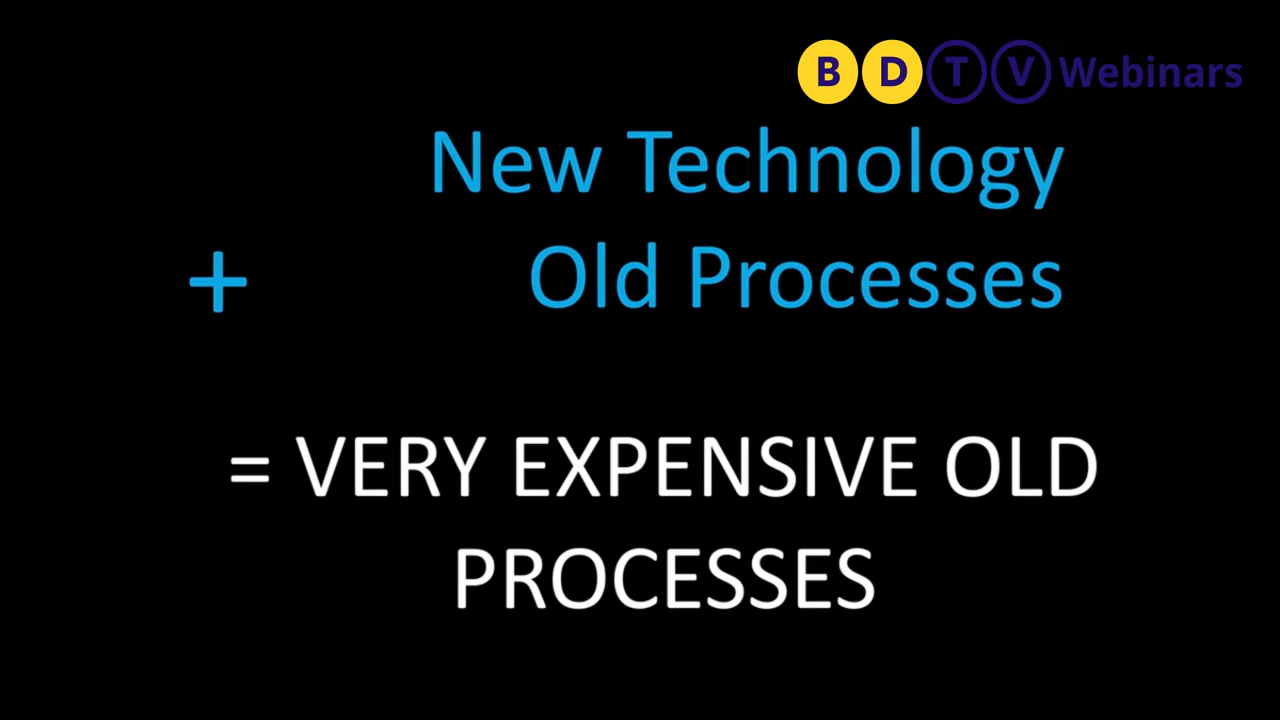 B D T V Webinars
New Technology
+ Old Processes
= VERY EXPENSIVE OLD
PROCESSES